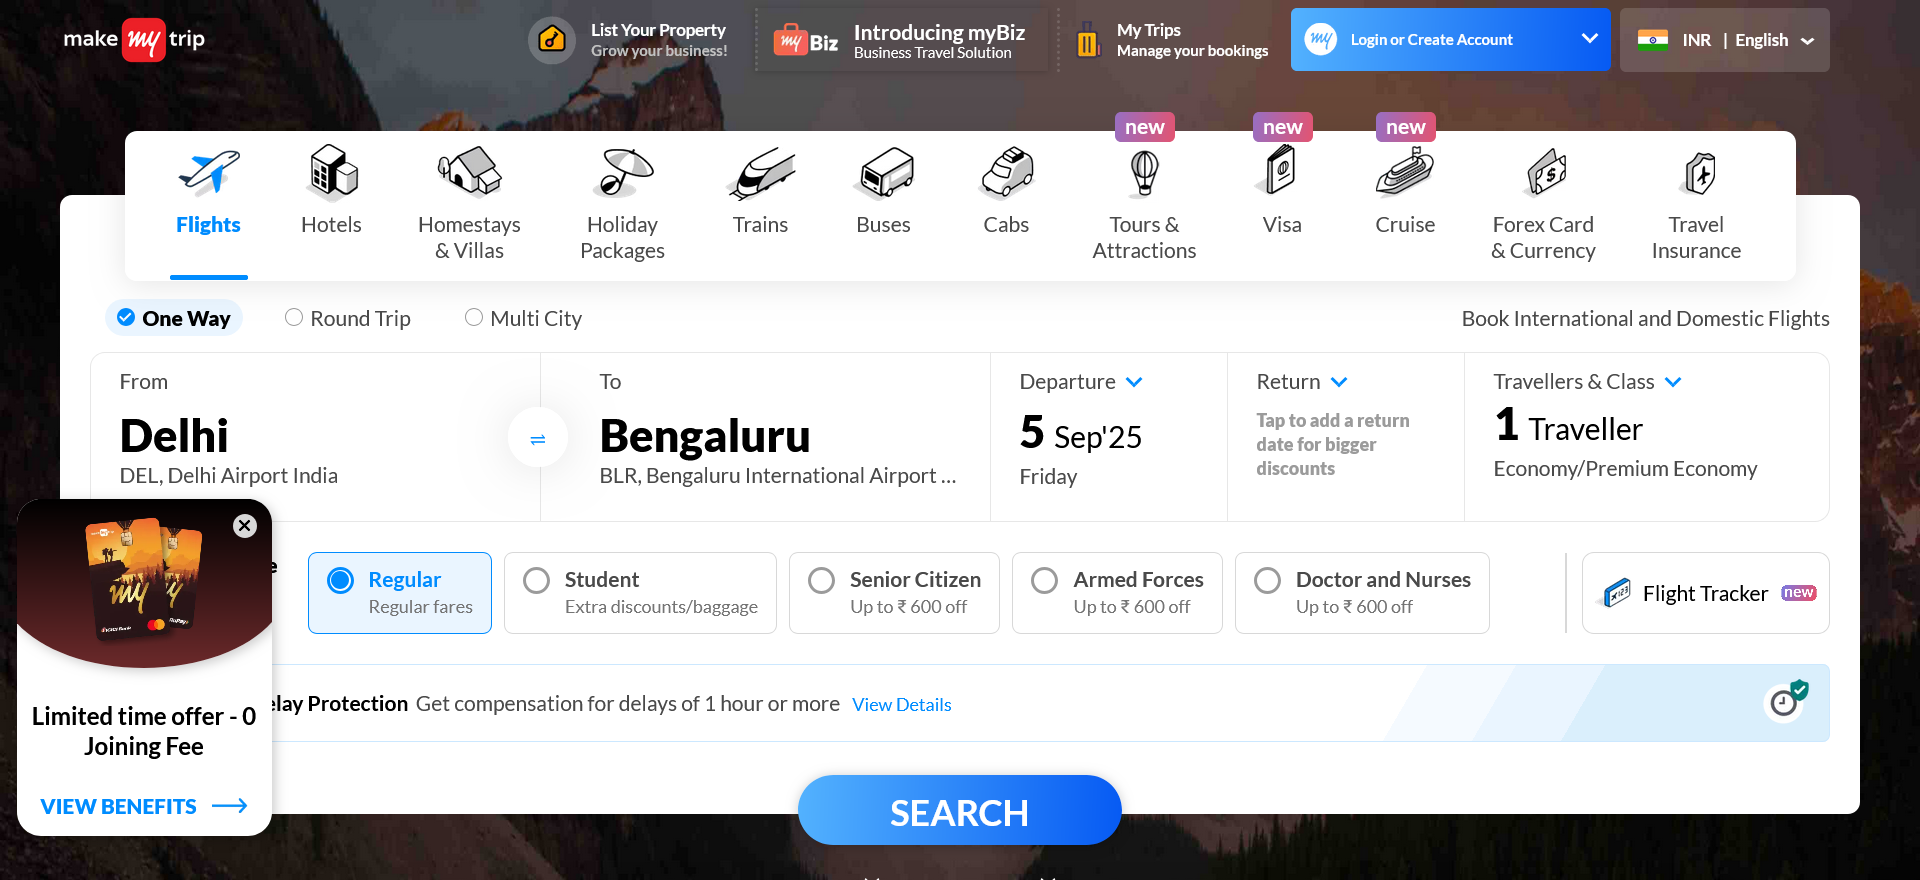 make my trip
List Your Property
Grow your business!
my Biz
Introducing myBiz
Business Travel Solution
My Trips
Manage your bookings
my
Login or Create Account
INR | English
new
new
new
Flights
Hotels
Homestays
& Villas
Holiday
Packages
Trains
Buses
Cabs
Tours &
Attractions
Visa
Cruise
Forex Card
& Currency
Travel
Insurance
One Way
Round Trip
Multi City
Book International and Domestic Flights
From
Delhi
DEL, Delhi Airport India
To
Bengaluru
BLR, Bengaluru International Airport ...
Departure
5 Sep'25
Friday
Return
Tap to add a return
date for bigger
discounts
Travellers & Class
1 Traveller
Economy/Premium Economy
Regular
Regular fares
Student
Extra discounts/baggage
Senior Citizen
Up to ₹ 600 off
Armed Forces
Up to ₹ 600 off
Doctor and Nurses
Up to ₹ 600 off
Flight Tracker
new
elay Protection Get compensation for delays of 1 hour or more View Details
my
ICICI Bank
RuPay
Limited time offer - 0
Joining Fee
VIEW BENEFITS
SEARCH